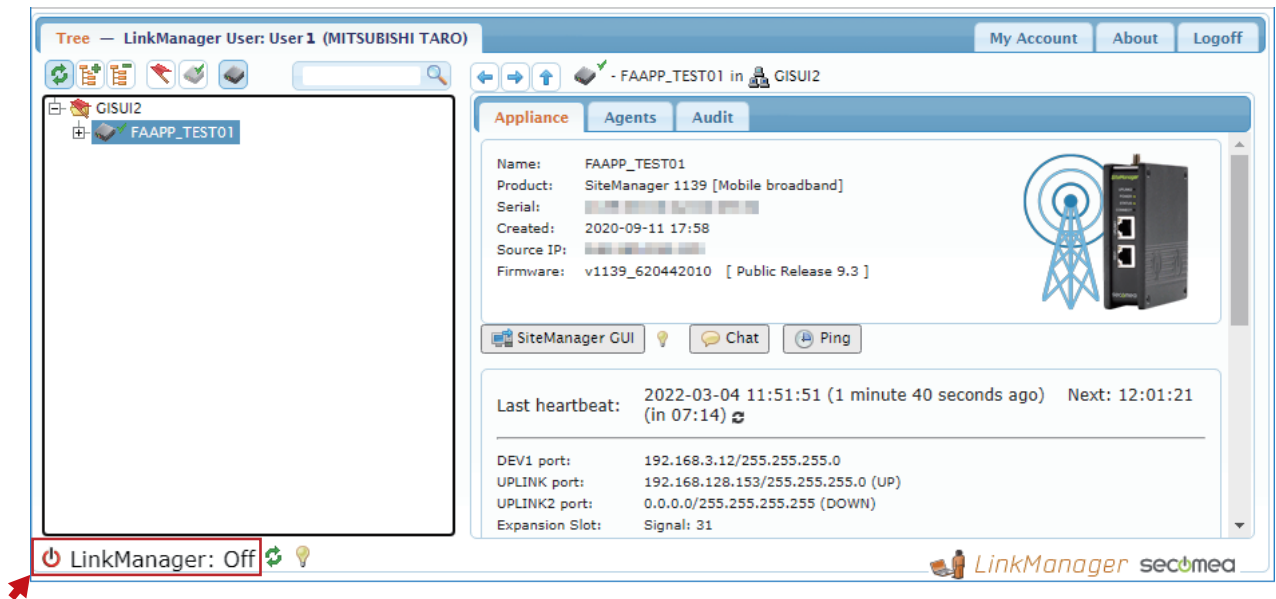 Tree — LinkManager User: User1 (MITSUBISHI TARO)
My Account About Logoff
- FAAPP_TEST01 in GISUI2
GISUI2
FAAPP_TEST01
Appliance Agents Audit
Name: FAAPP_TEST01
Product: SiteManager 1139 [Mobile broadband]
Serial:
Created: 2020-09-11 17:58
Source IP:
Firmware: v1139_620442010 [ Public Release 9.3 ]
SiteManager GUI Chat Ping
Last heartbeat: 2022-03-04 11:51:51 (1 minute 40 seconds ago) Next: 12:01:21
(in 07:14)
DEV1 port: 192.168.3.12/255.255.255.0
UPLINK port: 192.168.128.153/255.255.255.0 (UP)
UPLINK2 port: 0.0.0.0/255.255.255.255 (DOWN)
Expansion Slot: Signal: 31
LinkManager: Off
LinkManager secomea